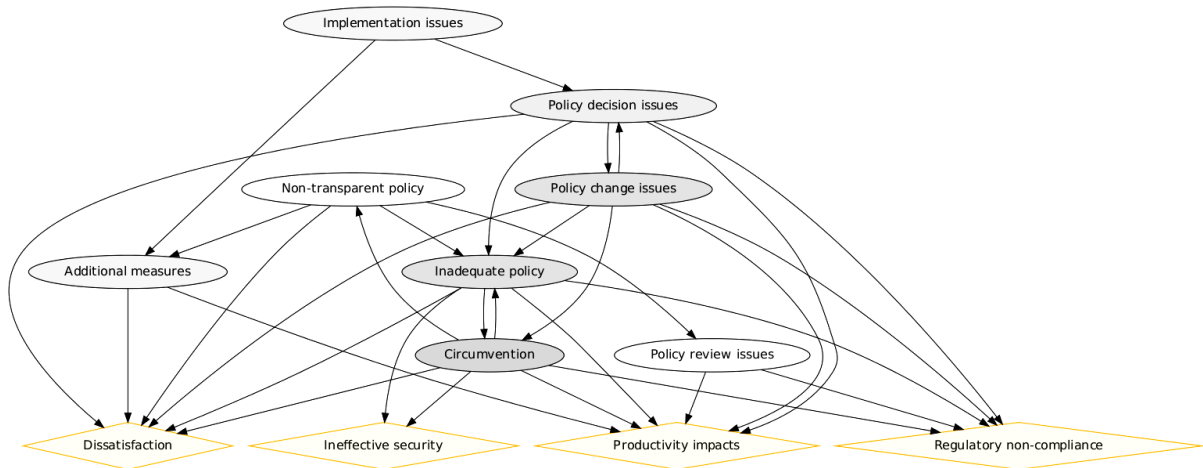 Implementation issues
Policy decision issues
Non-transparent policy
Policy change issues
Additional measures
Inadequate policy
Circumvention
Policy review issues
Dissatisfaction
Ineffective security
Productivity impacts
Regulatory non-compliance